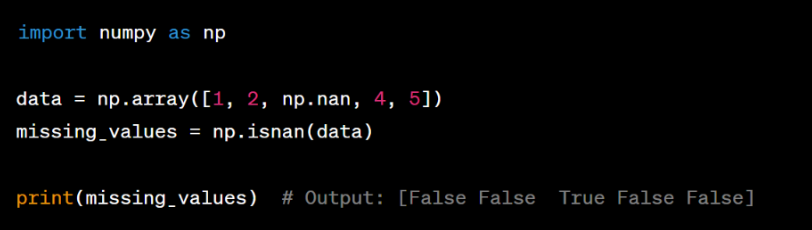 import numpy as np
data = np.array([1, 2, np.nan, 4, 5])
missing_values = np.isnan(data)
print(missing_values)  # Output: [False False  True False False]